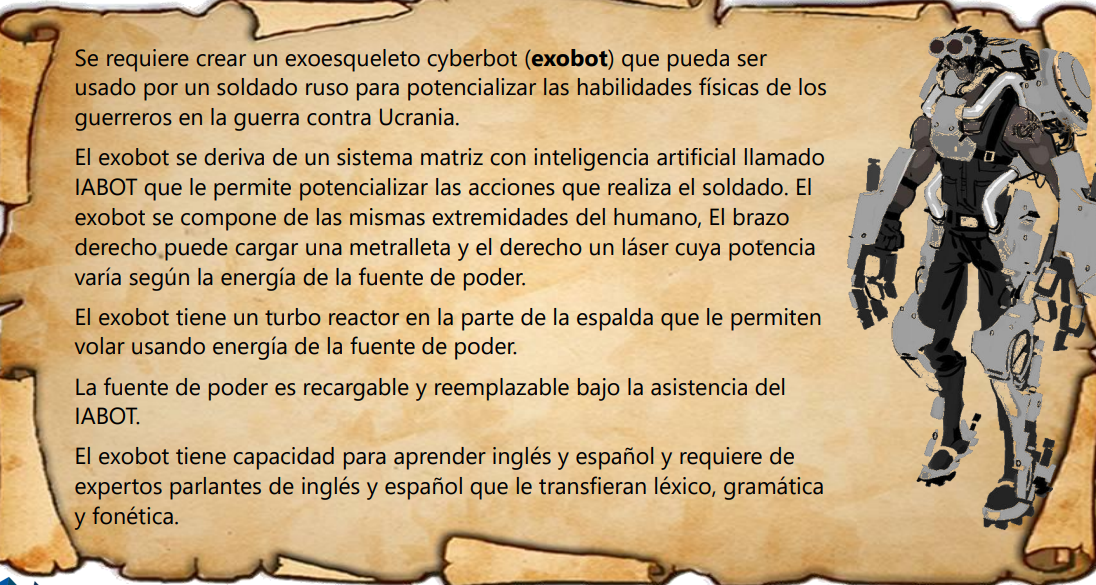 Se requiere crear un exoesqueleto cyberbot (exobot) que pueda ser
usado por un soldado ruso para potencializar las habilidades físicas de los
guerreros en la guerra contra Ucrania.
El exobot se deriva de un sistema matriz con inteligencia artificial llamado
IABOT que le permite potencializar las acciones que realiza el soldado. El
exobot se compone de las mismas extremidades del humano, El brazo
derecho puede cargar una metralleta y el derecho un láser cuya potencia
varía según la energía de la fuente de poder.
El exobot tiene un turbo reactor en la parte de la espalda que le permiten
volar usando energía de la fuente de poder.
La fuente de poder es recargable y reemplazable bajo la asistencia del
IABOT.
El exobot tiene capacidad para aprender inglés y español y requiere de
expertos parlantes de inglés y español que le transfieran léxico, gramática
y fonética.